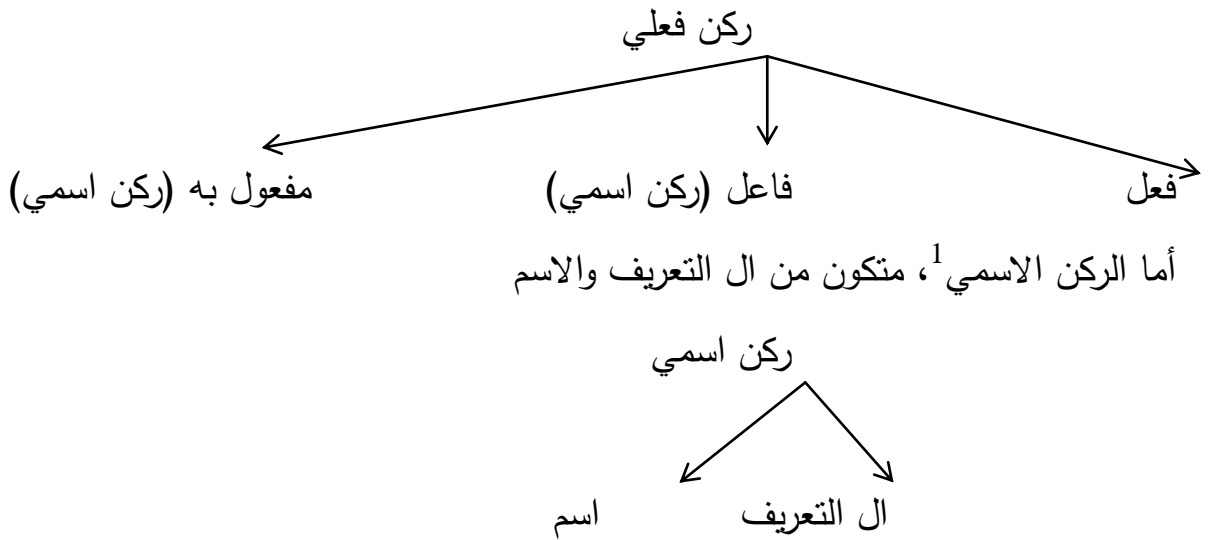 ركن فعلي
فعل فاعل (ركن اسمي) مفعول به (ركن اسمي)
أما الركن الاسمي1، متكون من ال التعريف والاسم
ركن اسمي
ال التعريف اسم